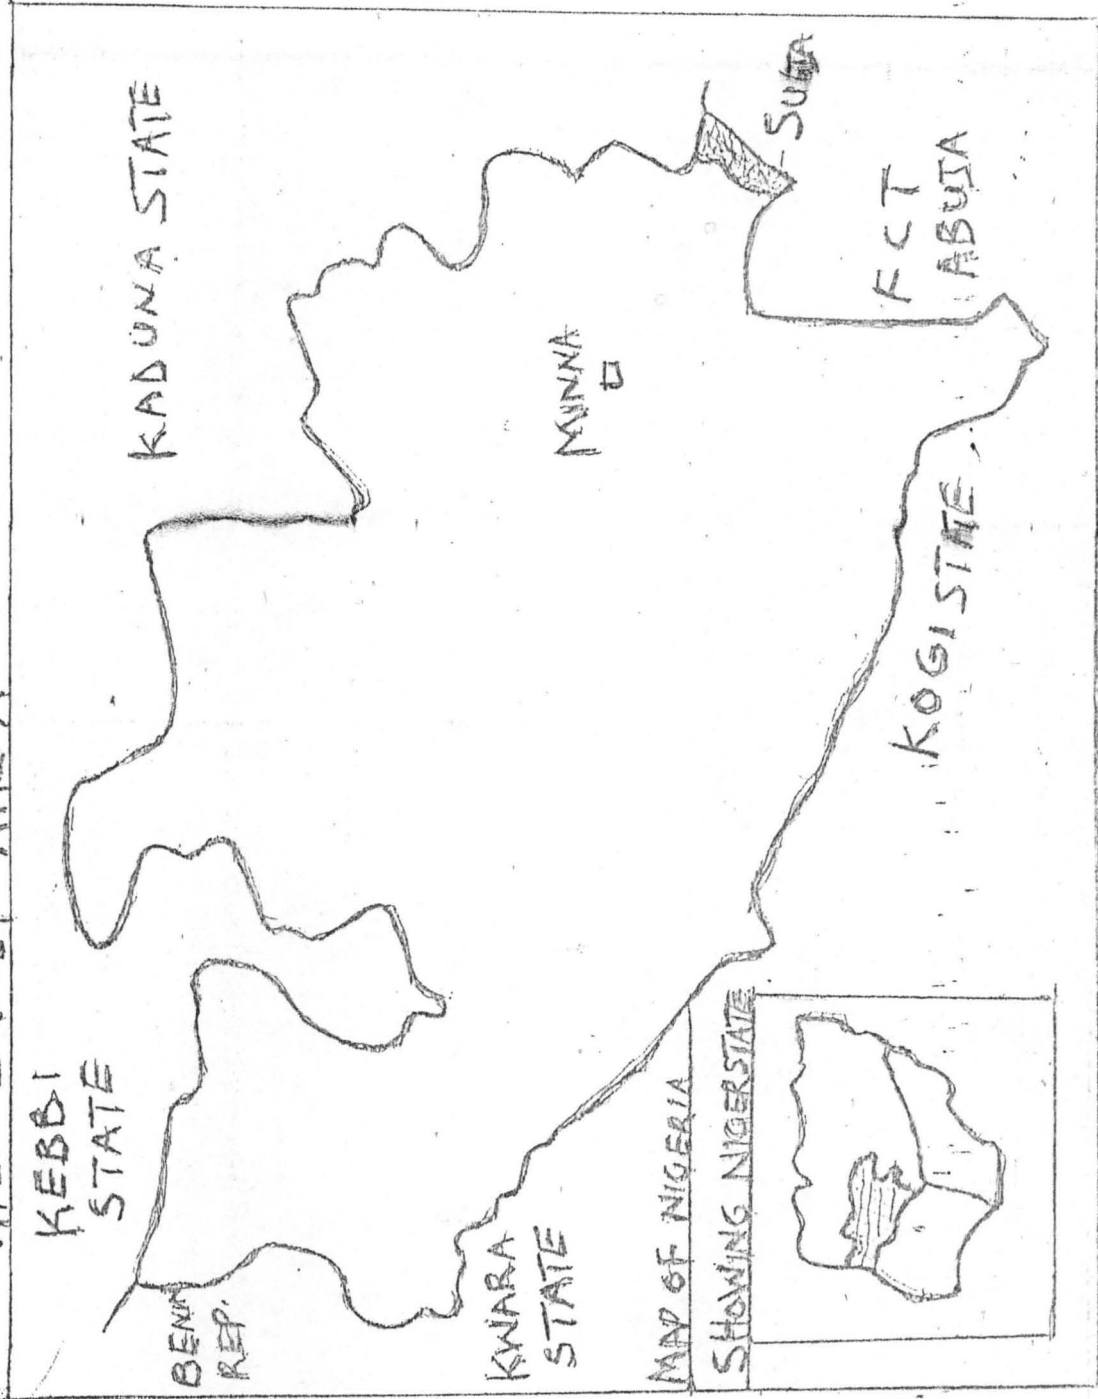 KEBBI
STATE
KADUNA STATE
BENIN
REP.
MINNA
SULEJA
FCT
ABUJA
KWARA
STATE
KOGI STATE
MAP OF NIGERIA
SHOWING NIGER STATE